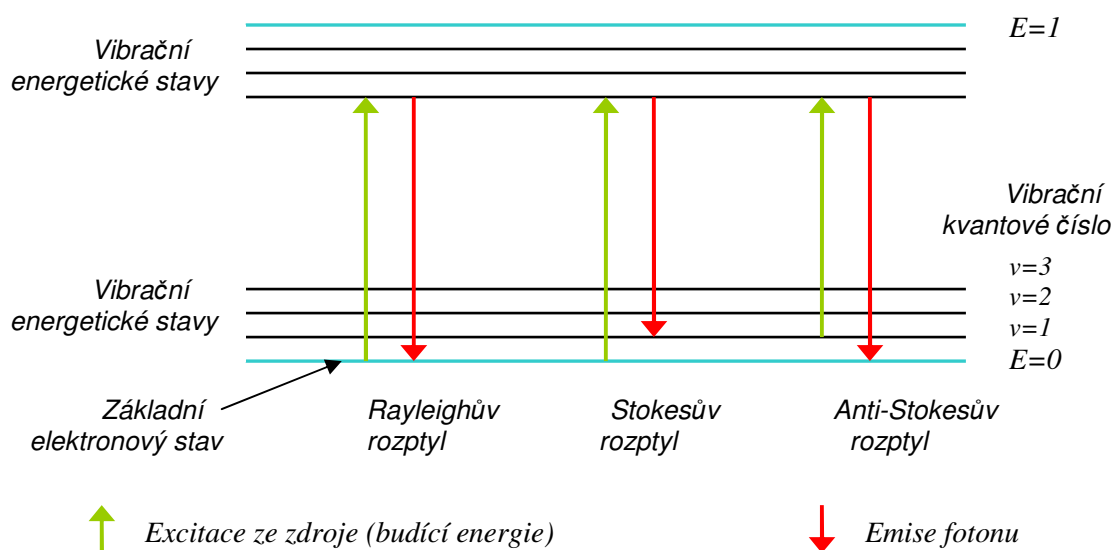 E=1
Vibrační
energetické stavy
Vibrační
kvantové číslo
v=3
v=2
v=1
E=0
Vibrační
energetické stavy
Základní
elektronový stav
Rayleighův
rozptyl
Stokesův
rozptyl
Anti-Stokesův
rozptyl
Excitace ze zdroje (budící energie)
Emise fotonu